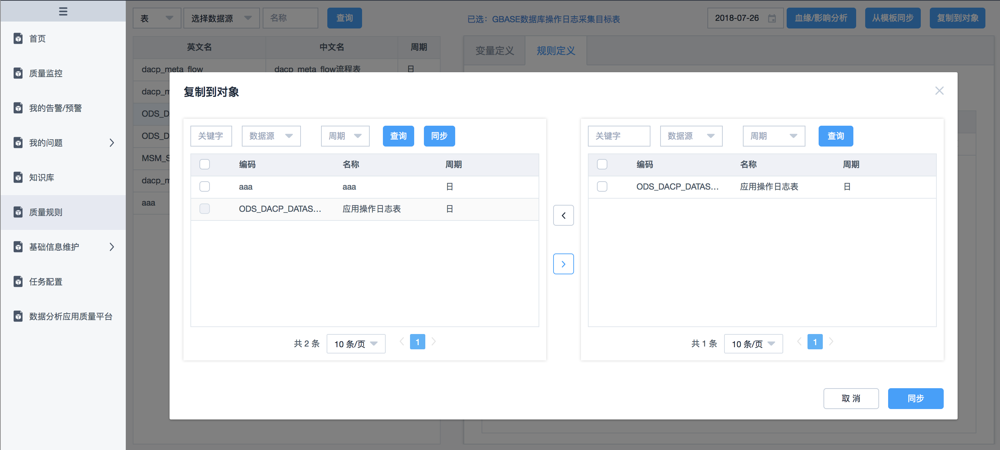 首页
质量监控
我的告警/预警
我的问题
知识库
质量规则
基础信息维护
任务配置
数据分析应用质量平台
表 选择数据源 名称 查询
已选：GBASE数据库操作日志采集目标表
2018-07-26 血缘/影响分析 从模板同步 复制到对象
英文名 中文名 周期
变量定义 规则定义
dacp_meta_flow dacp_meta_flow流程表 日
aaa
复制到对象
关键字 数据源 周期 查询 同步
编码 名称 周期
aaa aaa 日
ODS_DACP_DATAS... 应用操作日志表 日
共 2 条 10 条/页 1
关键字 数据源 周期 查询
编码 名称 周期
ODS_DACP_DATAS... 应用操作日志表 日
共 1 条 10 条/页 1
取 消 同步